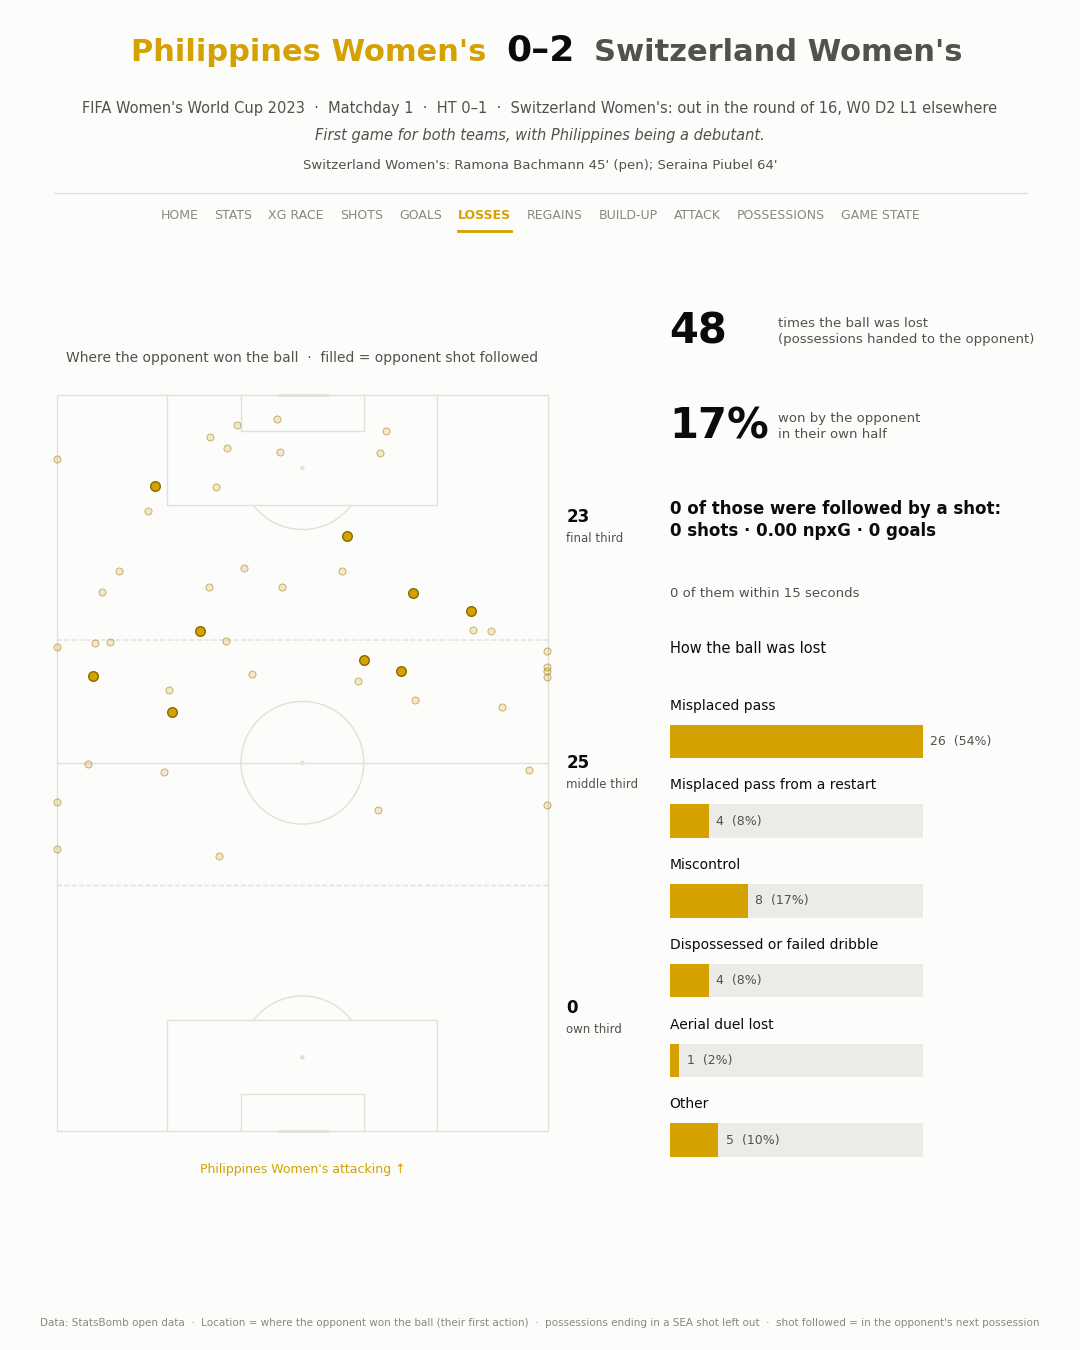 Philippines Women's 0–2 Switzerland Women's
FIFA Women's World Cup 2023 · Matchday 1 · HT 0–1 · Switzerland Women's: out in the round of 16, W0 D2 L1 elsewhere
First game for both teams, with Philippines being a debutant.
Switzerland Women's: Ramona Bachmann 45' (pen); Seraina Piubel 64'
HOME STATS XG RACE SHOTS GOALS LOSSES REGAINS BUILD-UP ATTACK POSSESSIONS GAME STATE
Where the opponent won the ball · filled = opponent shot followed
23
final third
25
middle third
0
own third
Philippines Women's attacking ↑
48
times the ball was lost
(possessions handed to the opponent)
17%
won by the opponent
in their own half
0 of those were followed by a shot:
0 shots · 0.00 npxG · 0 goals
0 of them within 15 seconds
How the ball was lost
Misplaced pass
26 (54%)
Misplaced pass from a restart
4 (8%)
Miscontrol
8 (17%)
Dispossessed or failed dribble
4 (8%)
Aerial duel lost
1 (2%)
Other
5 (10%)
Data: StatsBomb open data · Location = where the opponent won the ball (their first action) · possessions ending in a SEA shot left out · shot followed = in the opponent's next possession